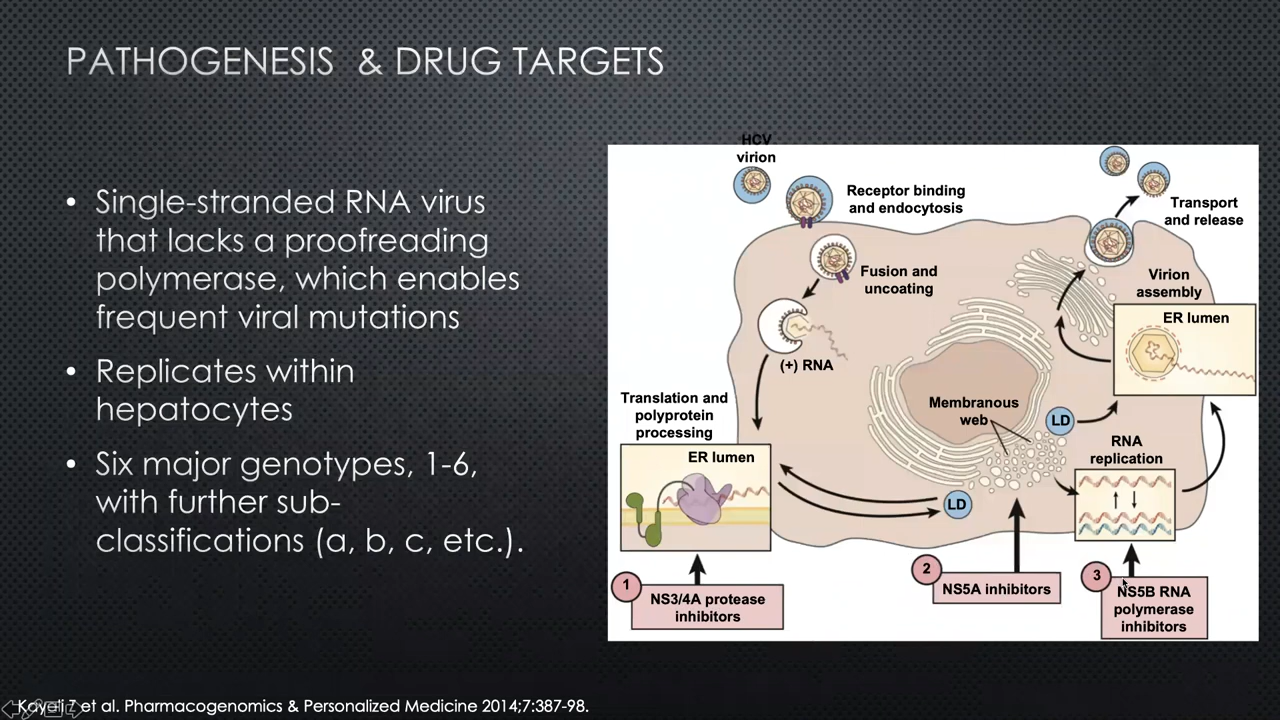 PATHOGENESIS & DRUG TARGETS
• Single-stranded RNA virus
that lacks a proofreading
polymerase, which enables
frequent viral mutations
• Replicates within
hepatocytes
• Six major genotypes, 1-6,
with further sub-
classifications (a, b, c, etc.).
HCV
virion
Receptor binding
and endocytosis
Transport
and release
Fusion and
uncoating
Virion
assembly
ER lumen
(+) RNA
Translation and
polyprotein
processing
ER lumen
Membranous
web
LD
RNA
replication
LD
1
NS3/4A protease
inhibitors
2
NS5A inhibitors
3
NS5B RNA
polymerase
inhibitors
Z et al. Pharmacogenomics & Personalized Medicine 2014;7:387-98.